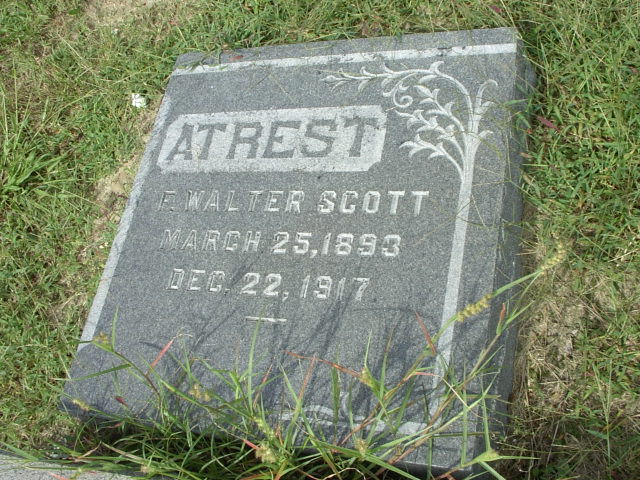 AT REST
F. WALTER SCOTT
MARCH 25, 1893
DEC. 22, 1917